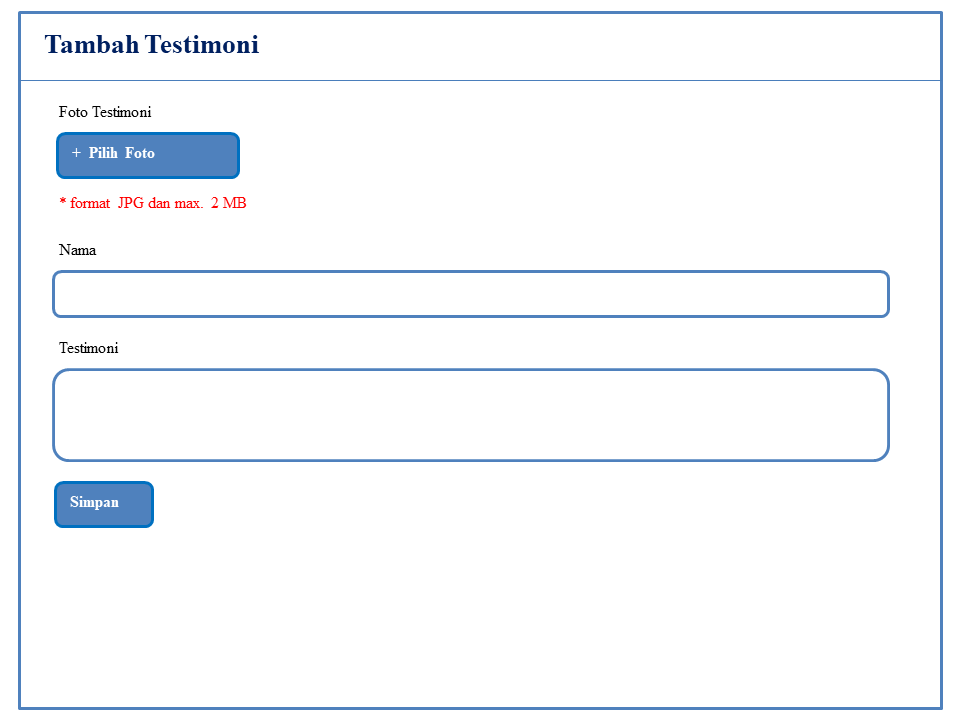 Tambah Testimoni
Foto Testimoni
+ Pilih Foto
* format JPG dan max. 2 MB
Nama
Testimoni
Simpan